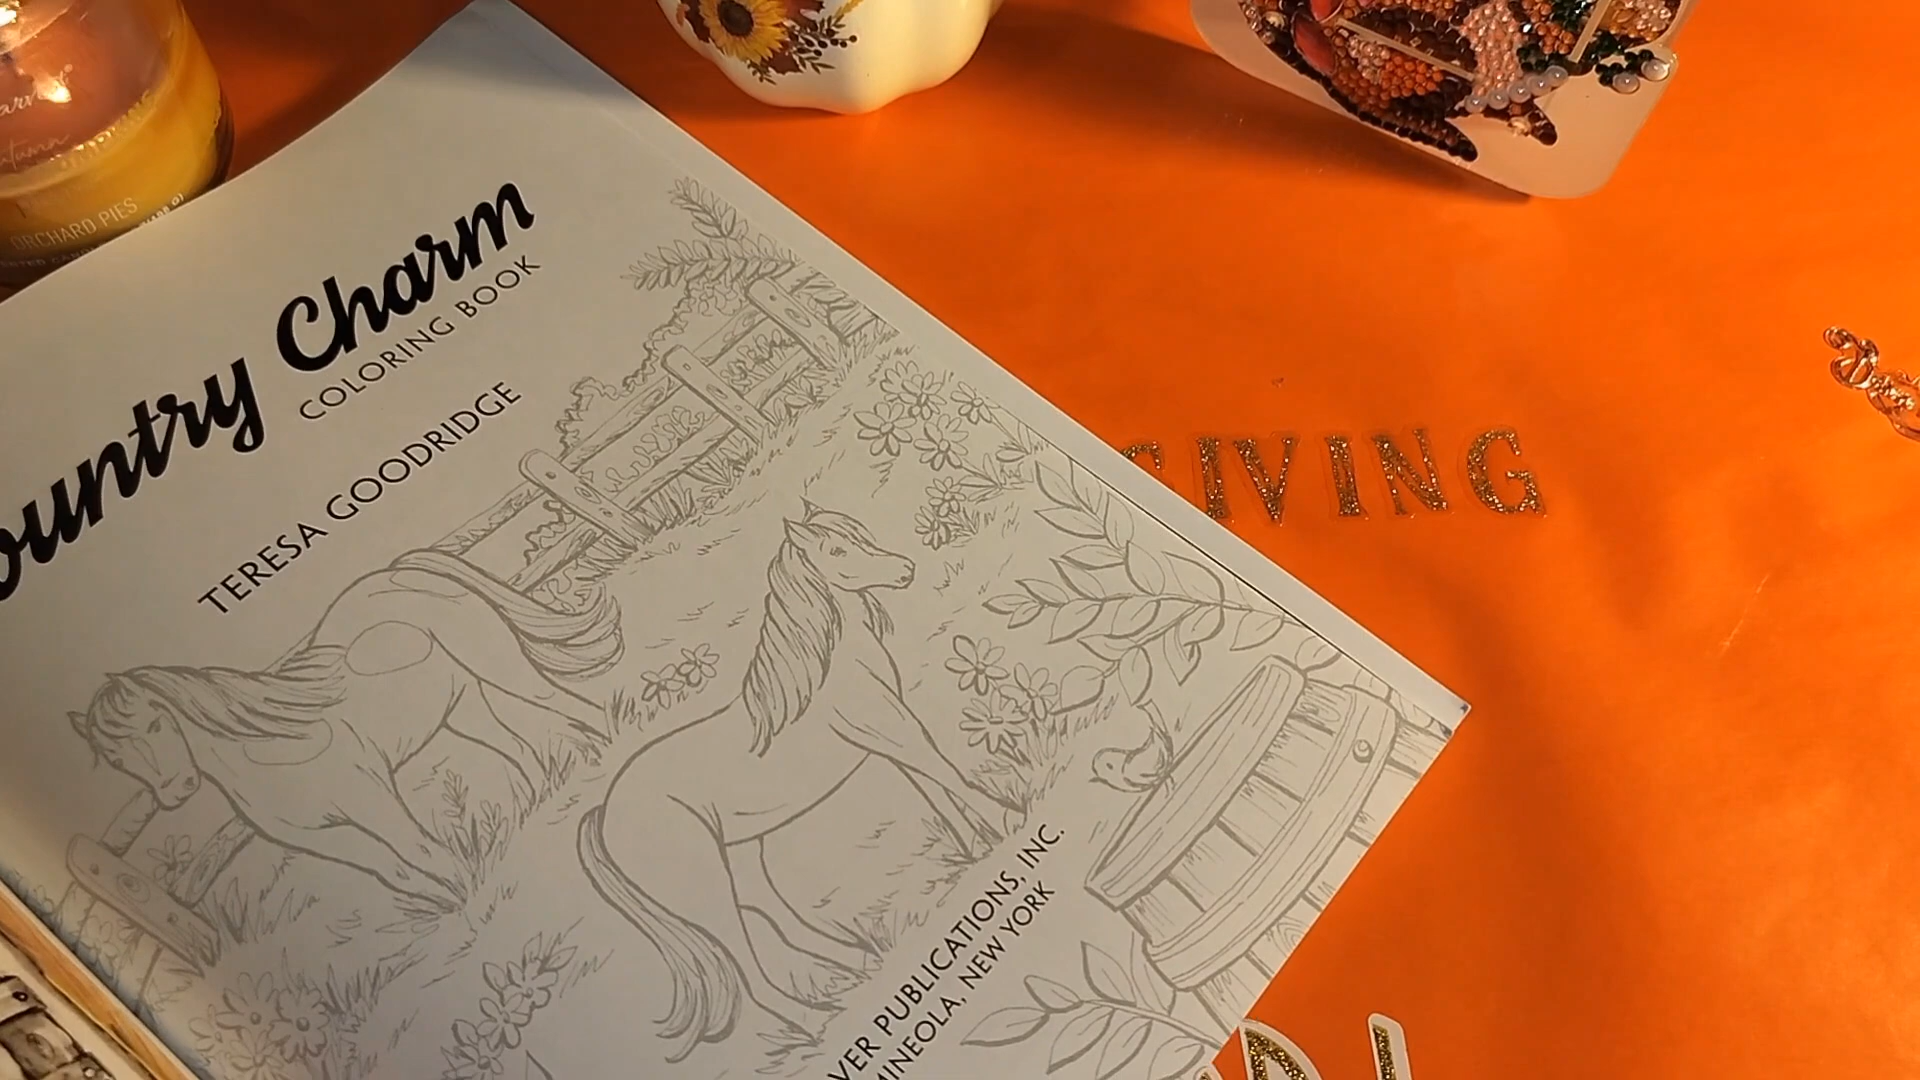 ountry Charm
COLORING BOOK
TERESA GOODRIDGE
VER PUBLICATIONS, INC.
MINEOLA, NEW YORK
ORCHARD PIES
GIVING